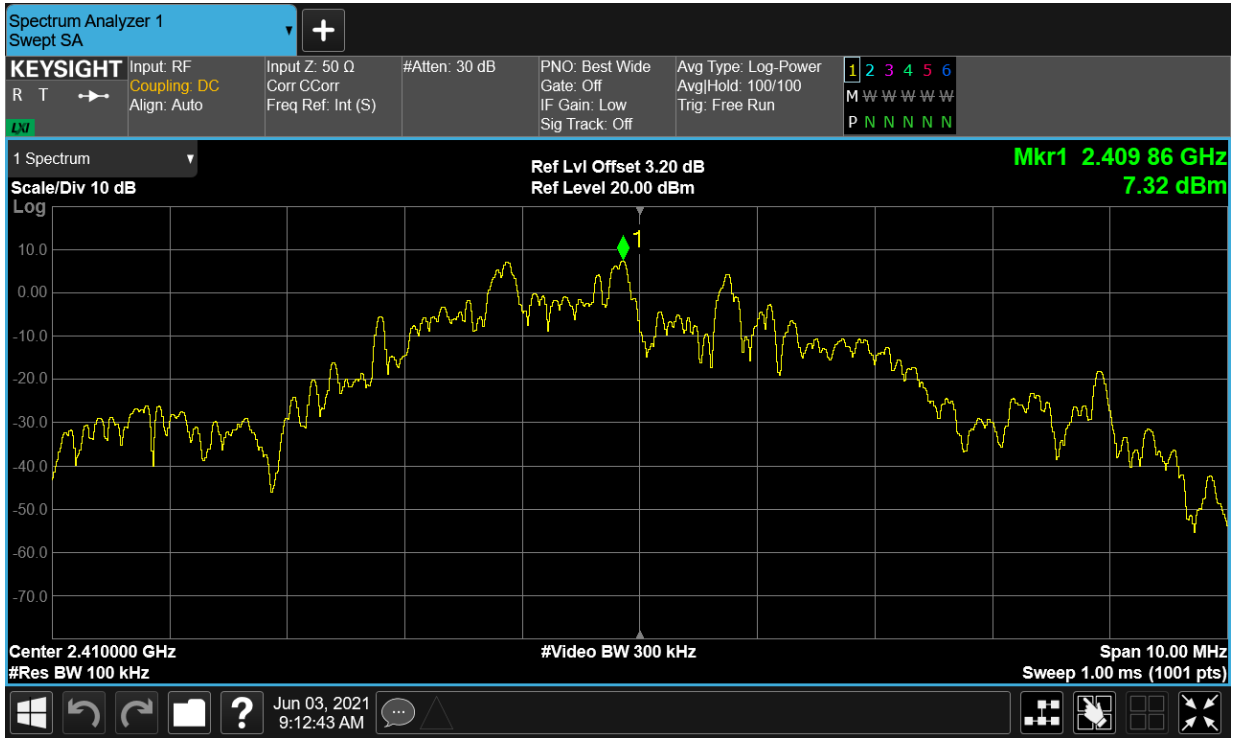 Spectrum Analyzer 1
Swept SA
+
KEYSIGHT
R T
LXI
Input: RF
Coupling: DC
Align: Auto
Input Z: 50 Ω
Corr CCorr
Freq Ref: Int (S)
#Atten: 30 dB
PNO: Best Wide
Gate: Off
IF Gain: Low
Sig Track: Off
Avg Type: Log-Power
Avg|Hold: 100/100
Trig: Free Run
1 2 3 4 5 6
M W W W W W
P N N N N N
1 Spectrum
Scale/Div 10 dB
Log
Ref Lvl Offset 3.20 dB
Ref Level 20.00 dBm
Mkr1 2.409 86 GHz
7.32 dBm
1
10.0
0.00
-10.0
-20.0
-30.0
-40.0
-50.0
-60.0
-70.0
Center 2.410000 GHz
#Res BW 100 kHz
#Video BW 300 kHz
Span 10.00 MHz
Sweep 1.00 ms (1001 pts)
?
Jun 03, 2021
9:12:43 AM